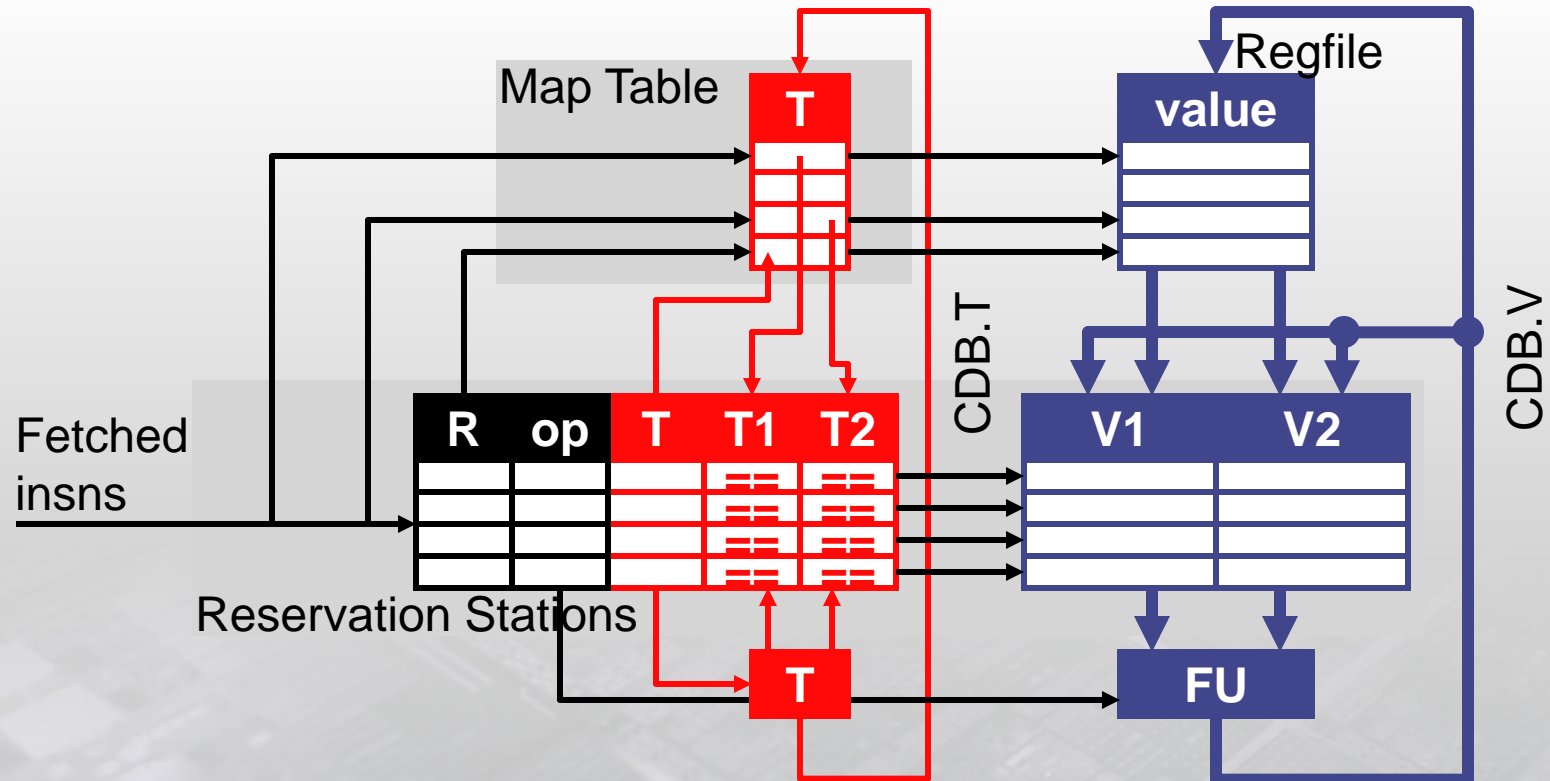 Regfile
Map Table
T
value
CDB.T
CDB.V
Fetched
insns
R op T T1 T2
V1 V2
== ==
== ==
== ==
== ==
Reservation Stations
T
FU